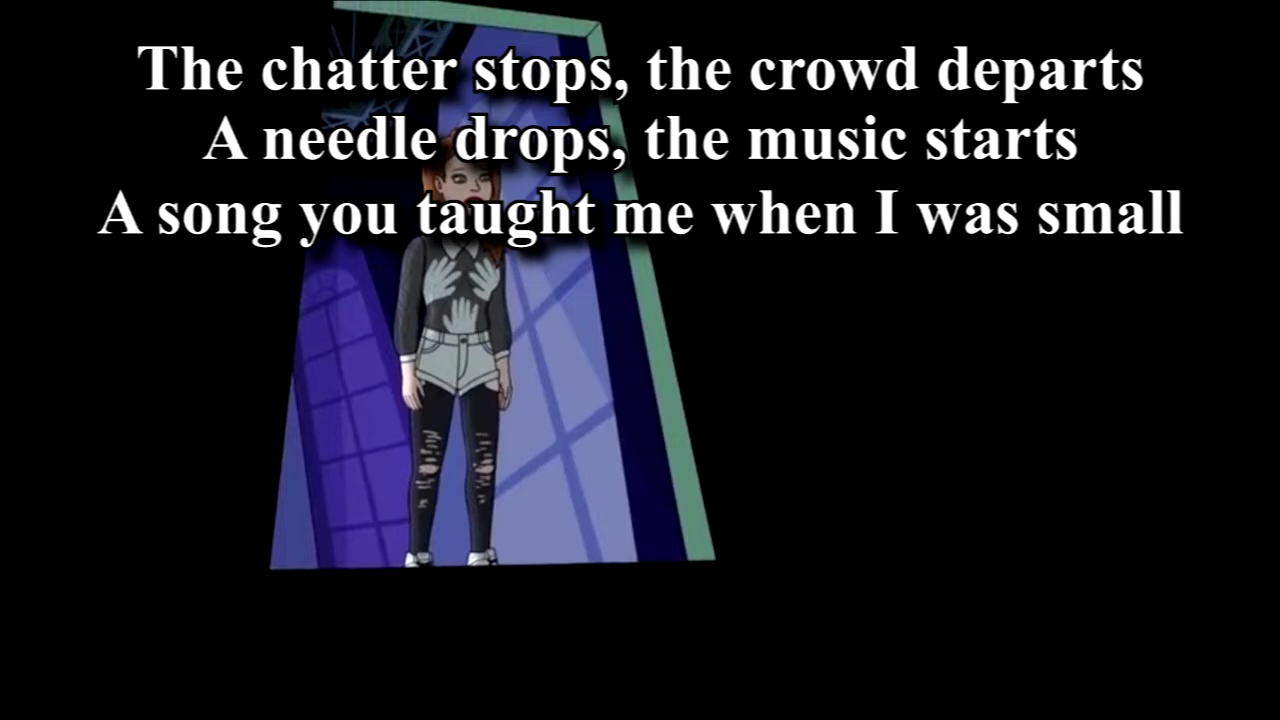 The chatter stops, the crowd departs
A needle drops, the music starts
A song you taught me when I was small